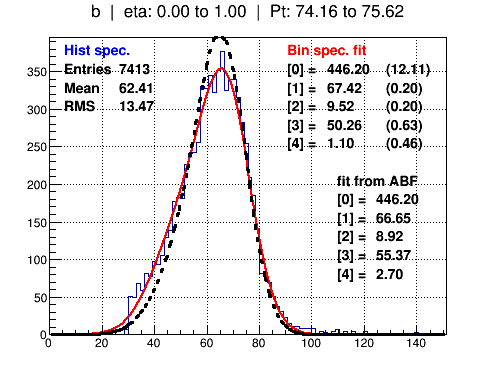 b | eta: 0.00 to 1.00 | Pt: 74.16 to 75.62
Hist spec.
Entries 7413
Mean 62.41
RMS 13.47
Bin spec. fit
[0] = 446.20 (12.11)
[1] = 67.42 (0.20)
[2] = 9.52 (0.20)
[3] = 50.26 (0.63)
[4] = 1.10 (0.46)
fit from ABF
[0] = 446.20
[1] = 66.65
[2] = 8.92
[3] = 55.37
[4] = 2.70
350
300
250
200
150
100
50
0
0 20 40 60 80 100 120 140